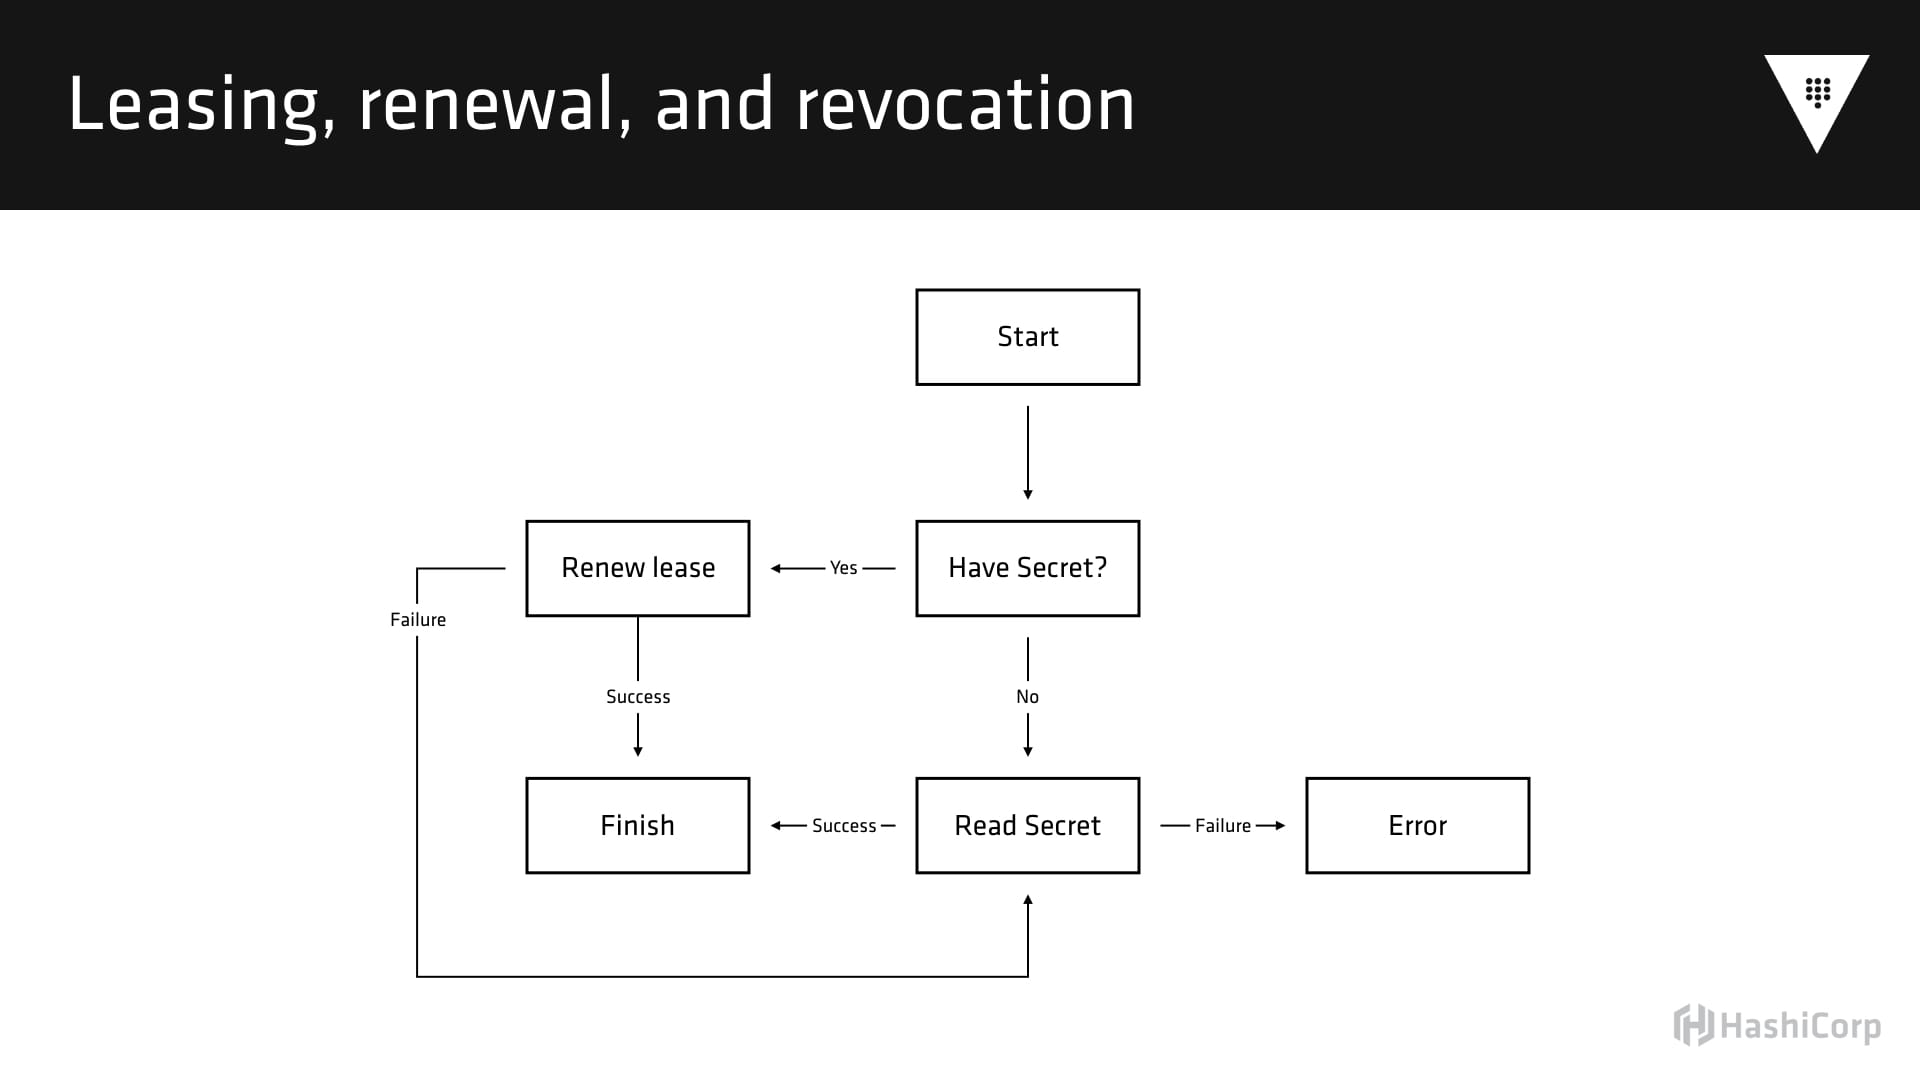 Leasing, renewal, and revocation
Start
Renew lease
Yes
Have Secret?
Failure
Success
No
Finish
Success
Read Secret
Failure
Error
HashiCorp